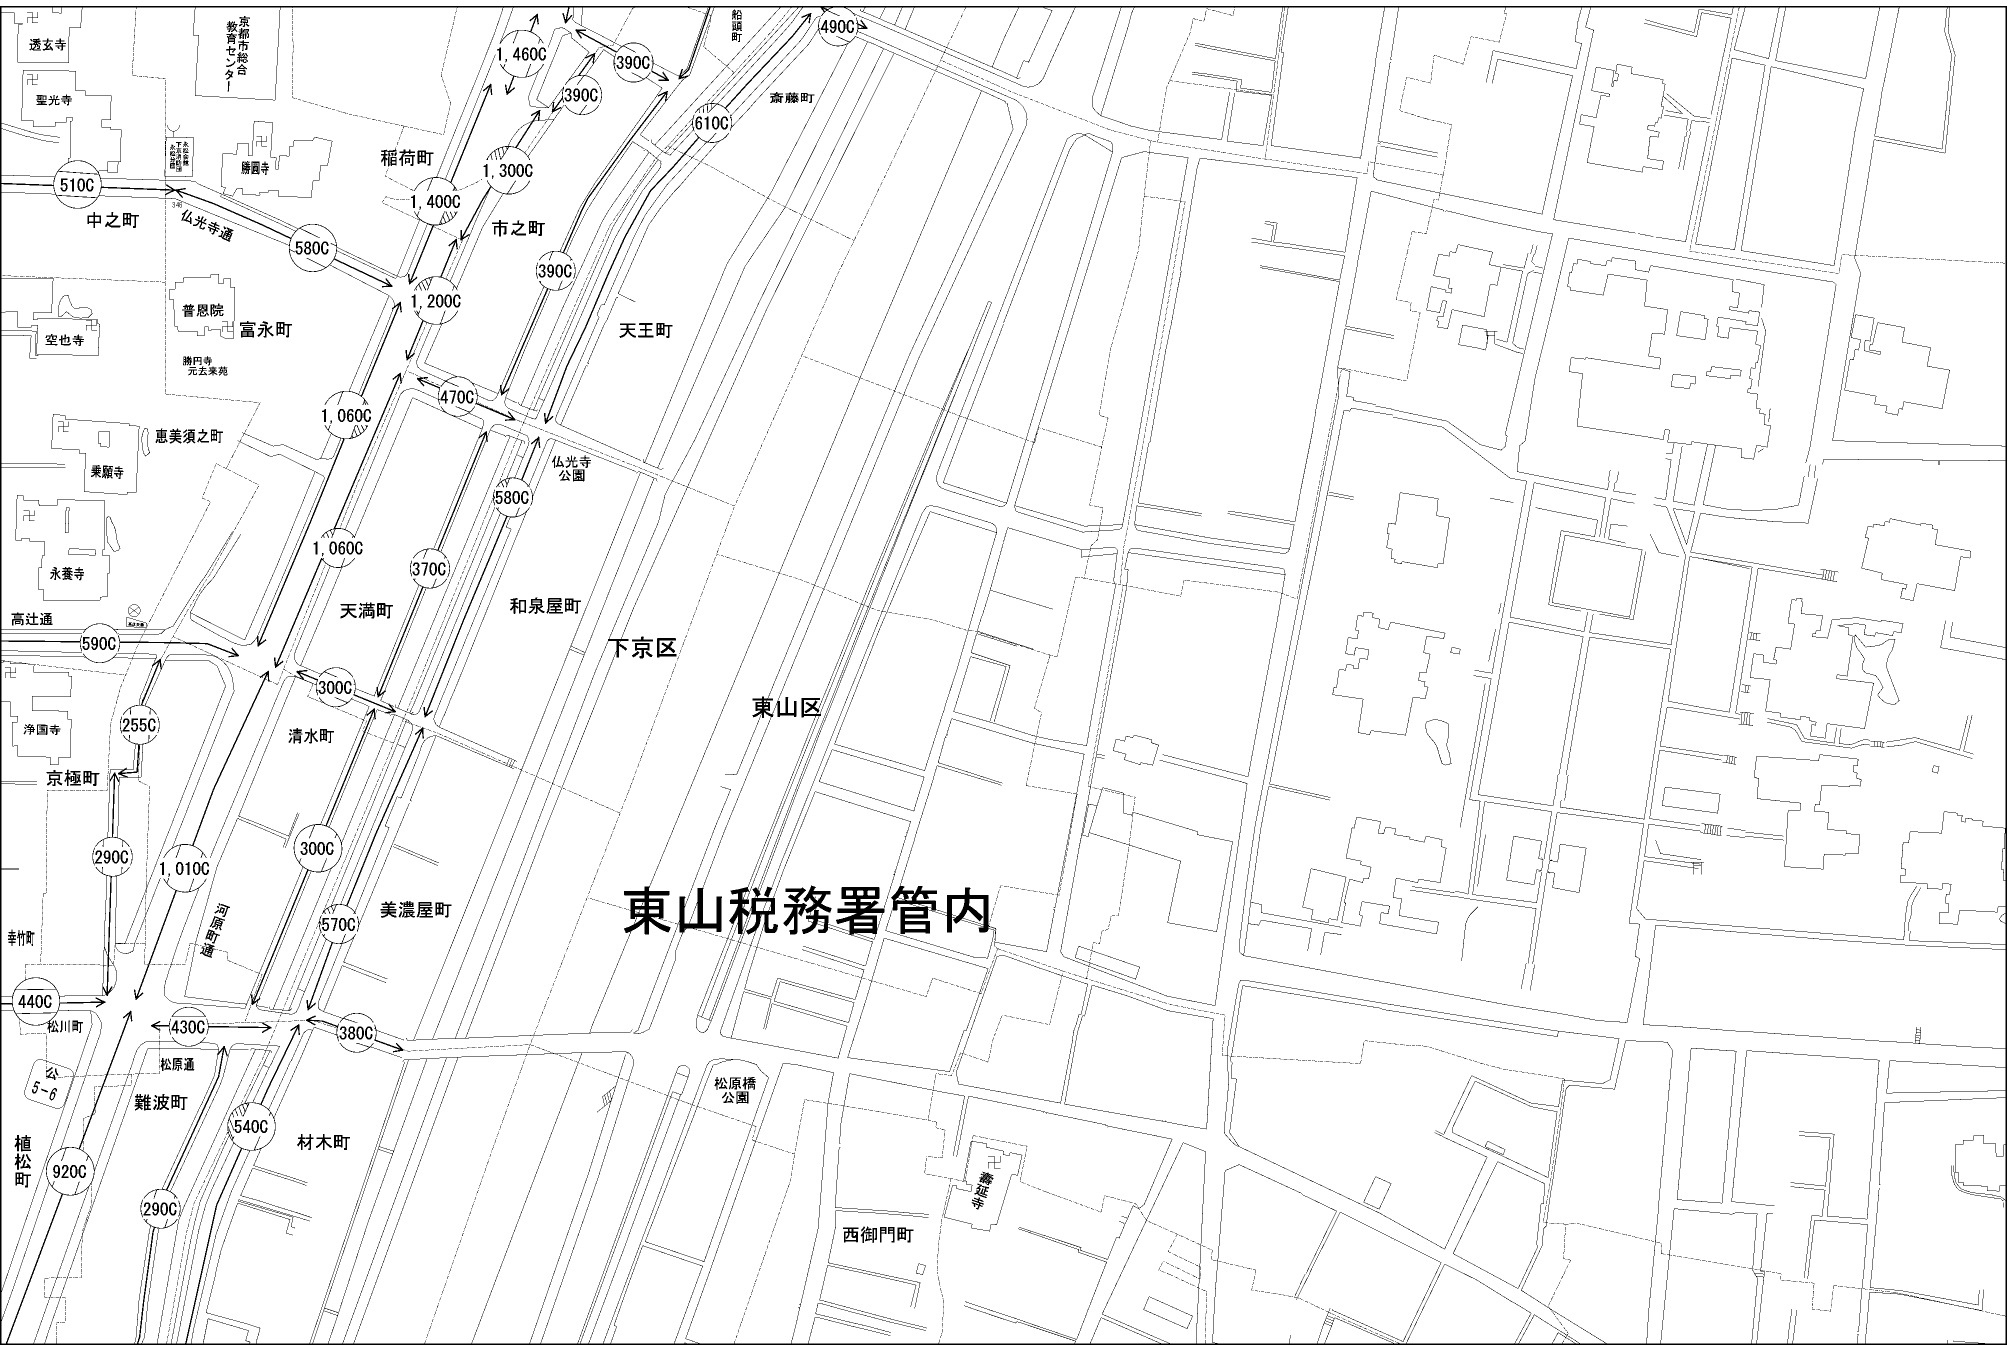 透玄寺
京都市総合
教育センター
1,460C
390C
船頭町
490C
聖光寺
390C
610C
斎藤町
勝圓寺
稲荷町
1,300C
510C
1,400C
中之町
仏光寺通
市之町
580C
390C
1,200C
普恩院
富永町
天王町
空也寺
勝円寺
元去来苑
470C
1,060C
恵美須之町
乗願寺
仏光寺
公園
580C
1,060C
370C
永養寺
天満町
和泉屋町
高辻通
590C
下京区
300C
東山区
浄国寺
255C
清水町
京極町
300C
290C
1,010C
東山税務署管内
美濃屋町
570C
河原町通
幸竹町
440C
松川町
430C
380C
松原通
公
5-6
松原橋
公園
難波町
540C
材木町
植松町
920C
壽延寺
290C
西御門町